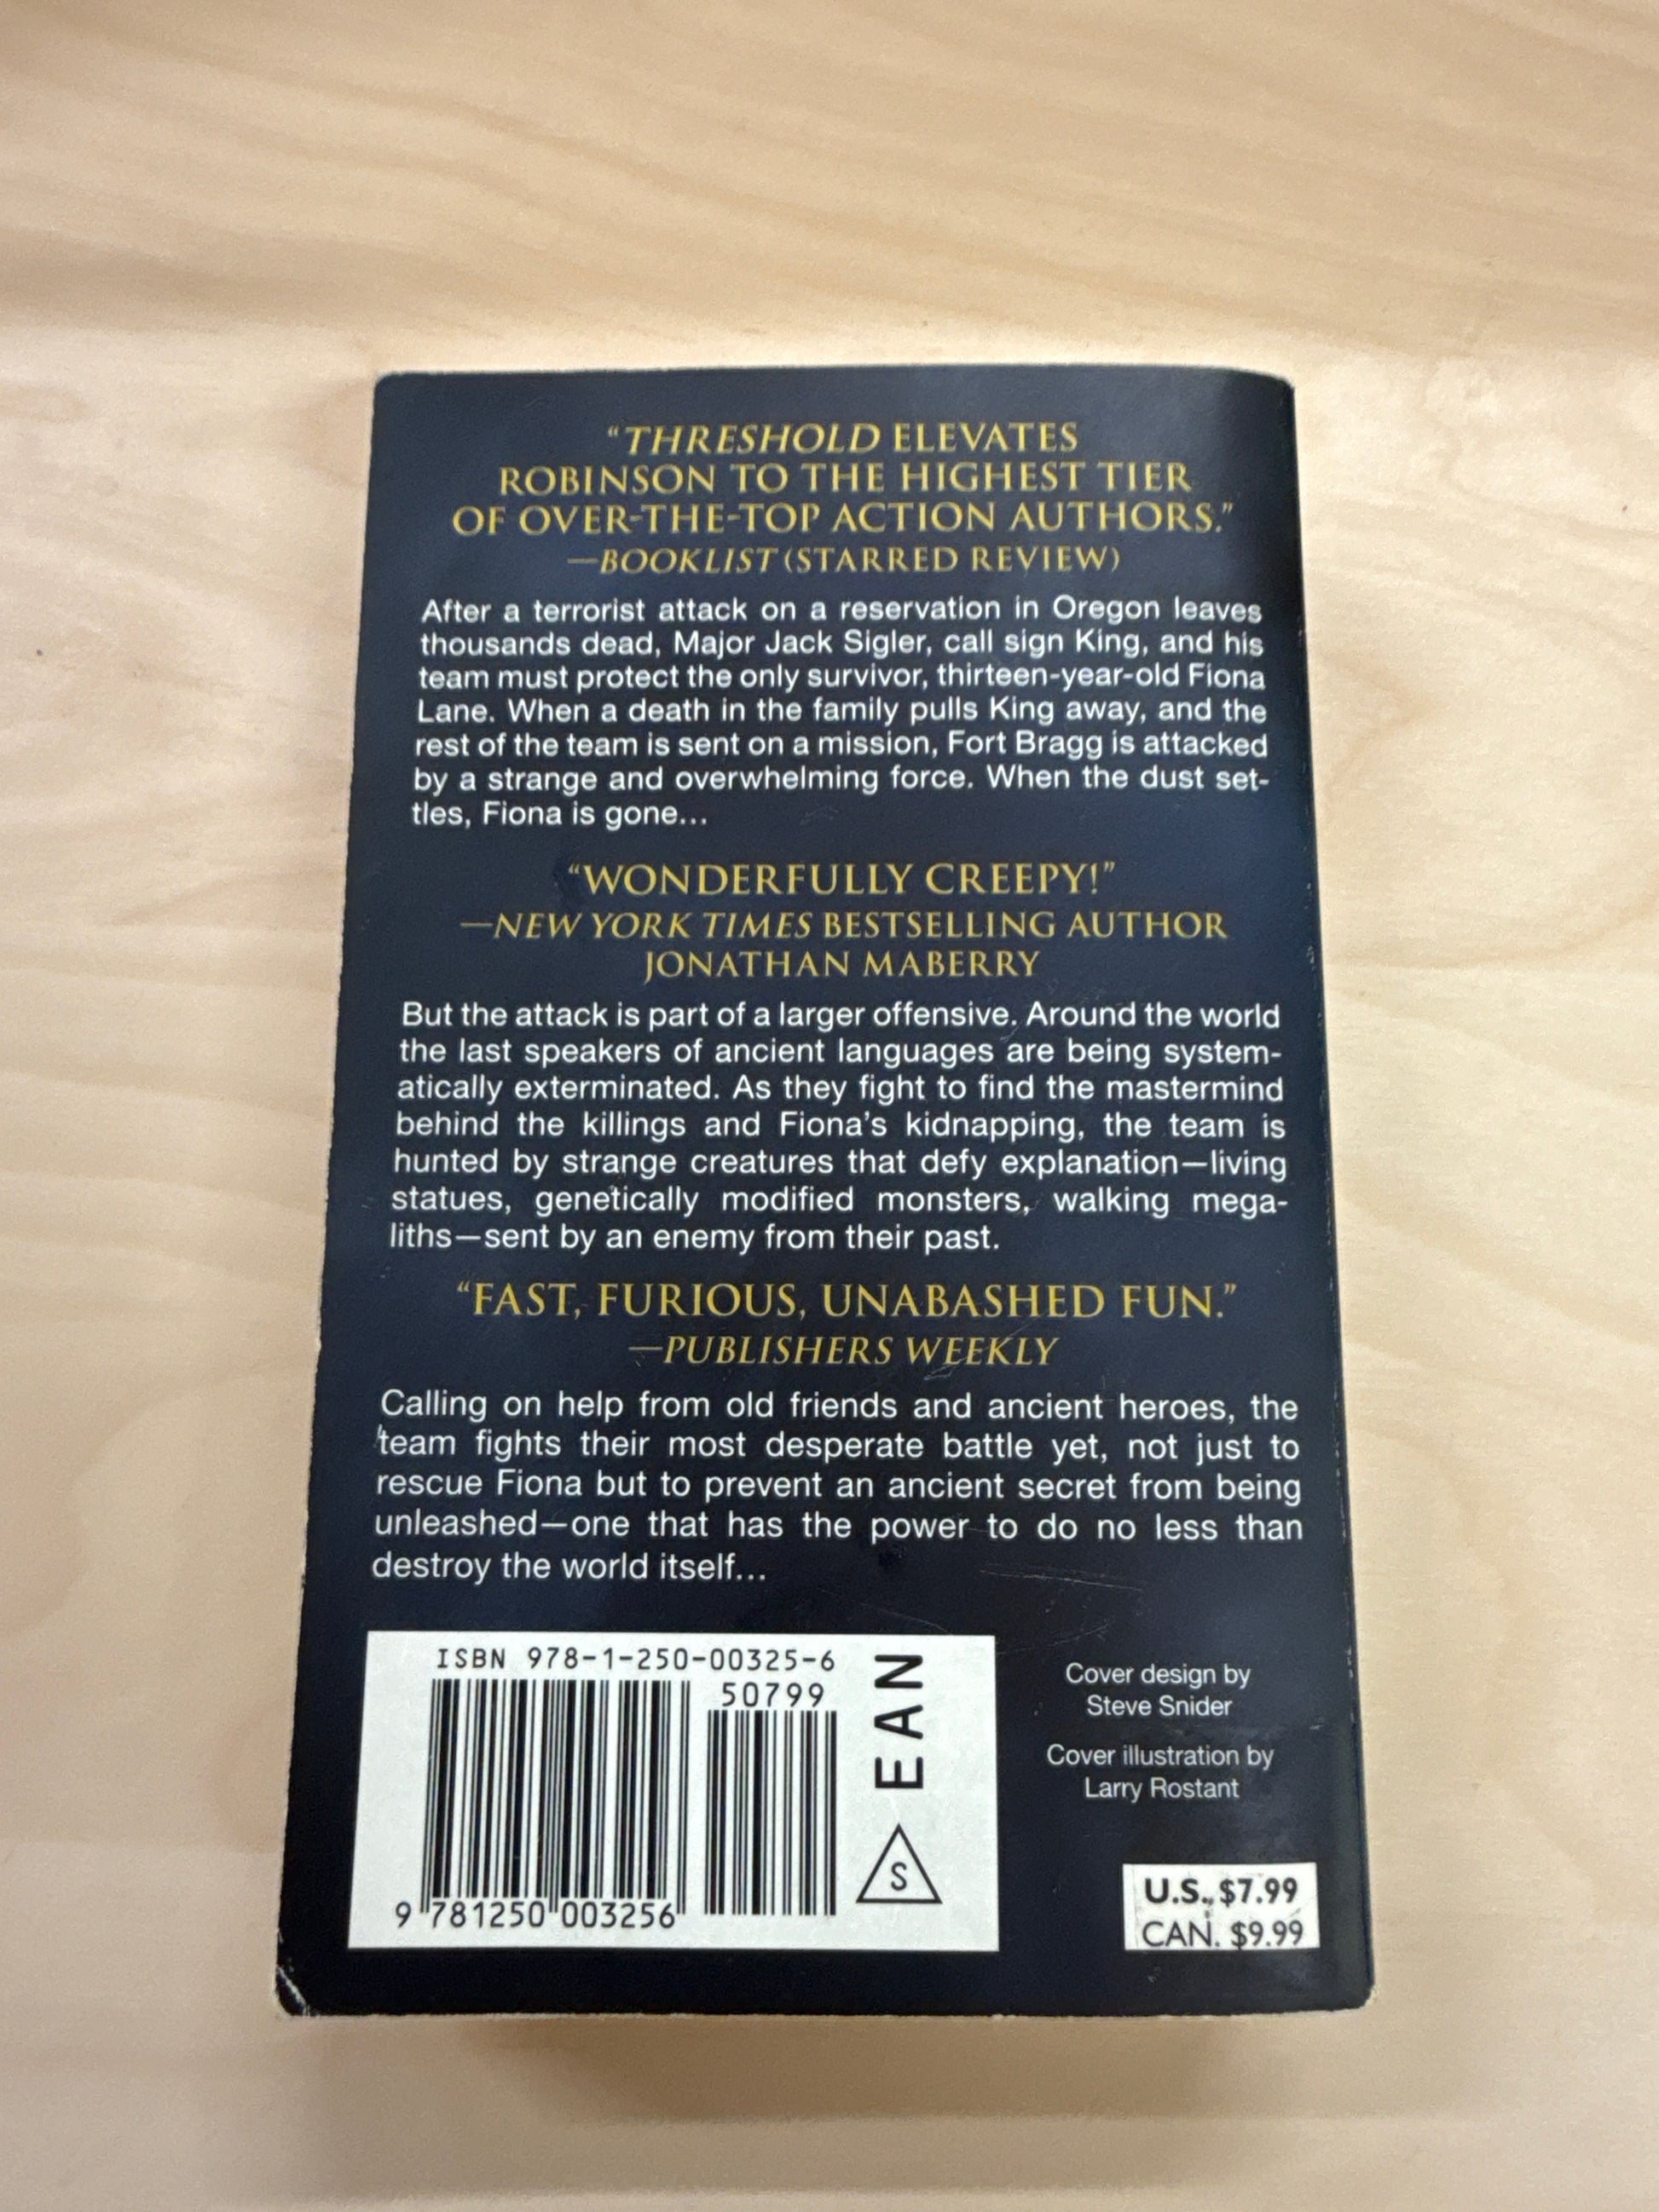 “THRESHOLD ELEVATES
ROBINSON TO THE HIGHEST TIER
OF OVER-THE-TOP ACTION AUTHORS.”
—BOOKLIST (STARRED REVIEW)
After a terrorist attack on a reservation in Oregon leaves
thousands dead, Major Jack Sigler, call sign King, and his
team must protect the only survivor, thirteen-year-old Fiona
Lane. When a death in the family pulls King away, and the
rest of the team is sent on a mission, Fort Bragg is attacked
by a strange and overwhelming force. When the dust set-
tles, Fiona is gone...
“WONDERFULLY CREEPY!”
—NEW YORK TIMES BESTSELLING AUTHOR
JONATHAN MABERRY
But the attack is part of a larger offensive. Around the world
the last speakers of ancient languages are being system-
atically exterminated. As they fight to find the mastermind
behind the killings and Fiona’s kidnapping, the team is
hunted by strange creatures that defy explanation—living
statues, genetically modified monsters, walking mega-
liths—sent by an enemy from their past.
“FAST, FURIOUS, UNABASHED FUN.”
—PUBLISHERS WEEKLY
Calling on help from old friends and ancient heroes, the
team fights their most desperate battle yet, not just to
rescue Fiona but to prevent an ancient secret from being
unleashed—one that has the power to do no less than
destroy the world itself...
ISBN 978-1-250-00325-6
50799
9 781250 003256
EAN
S
Cover design by
Steve Snider
Cover illustration by
Larry Rostant
U.S. $7.99
CAN. $9.99